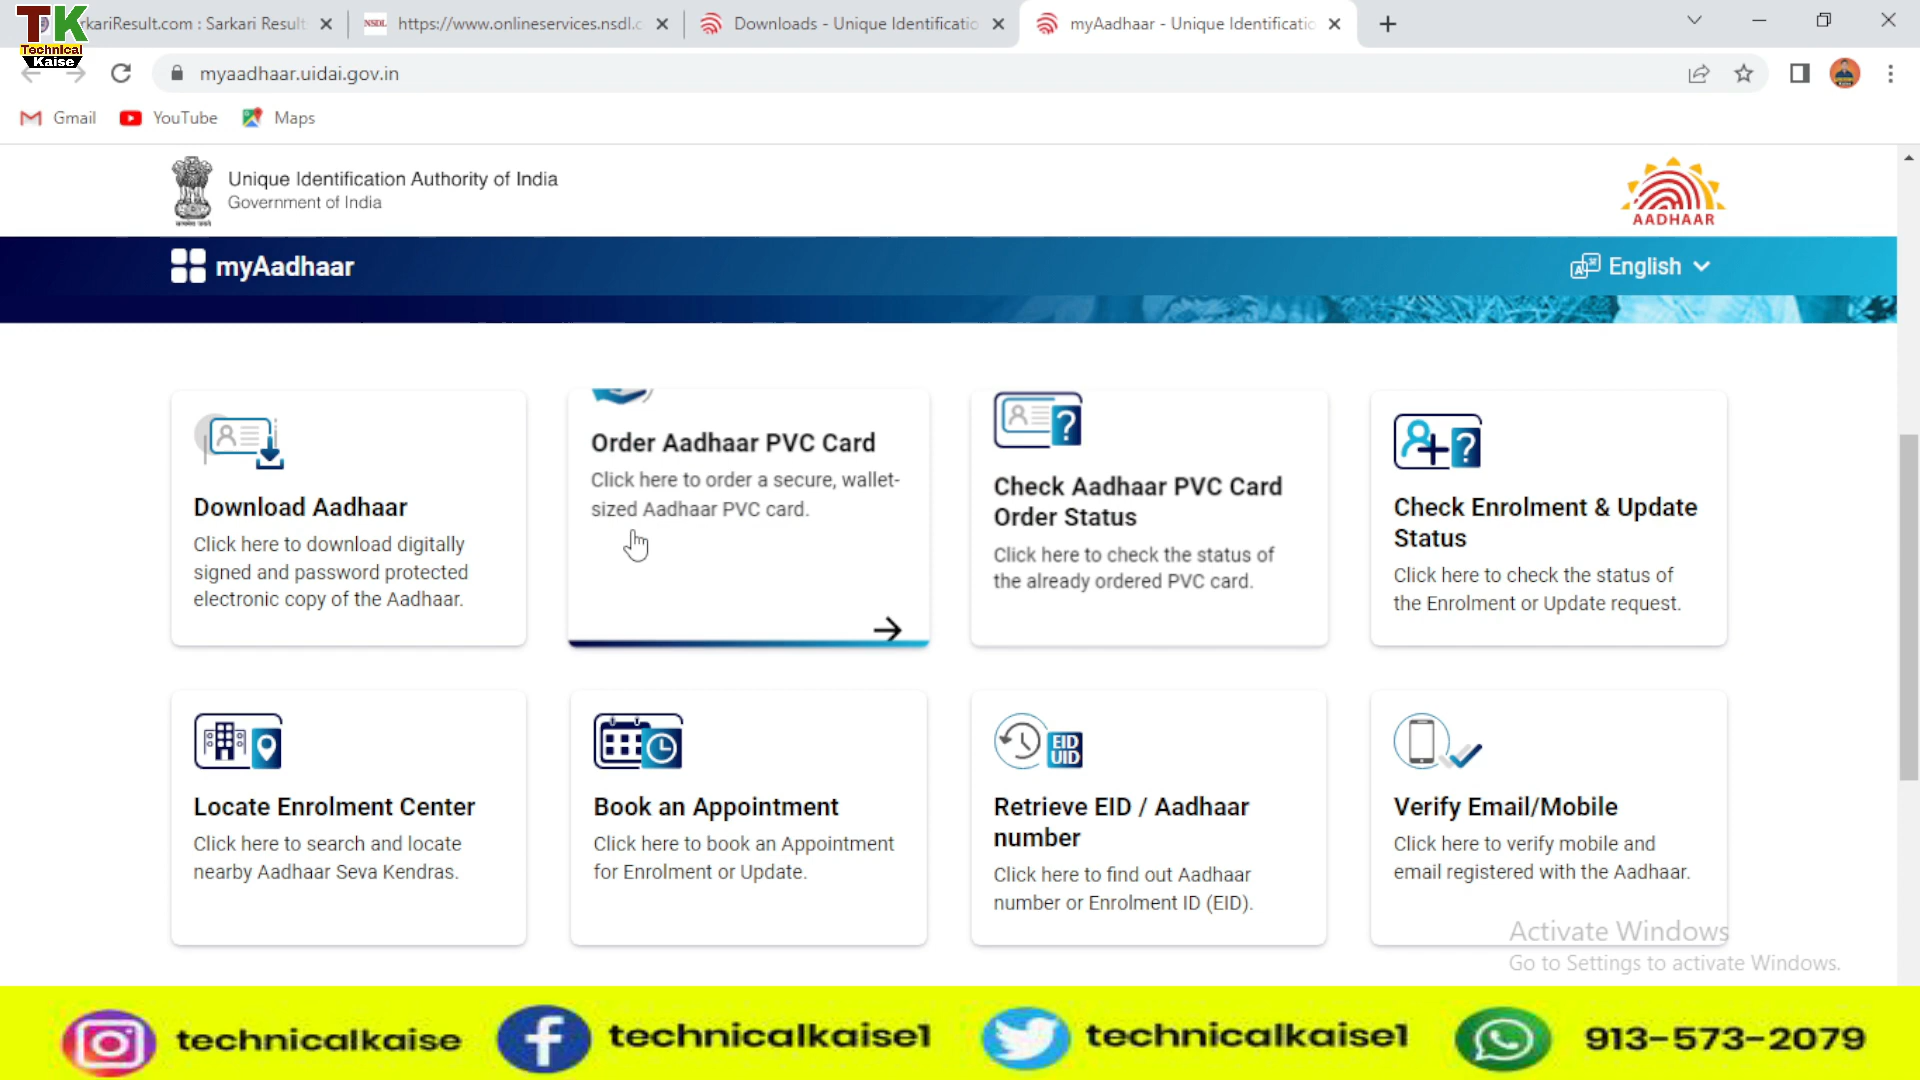 TK
Technical
Kaise
rkariResult.com : Sarkari Result
NSDL
https://www.onlineservices.nsdl.c
Downloads - Unique Identificatio
myAadhaar - Unique Identificatio
myaadhaar.uidai.gov.in
Gmail
YouTube
Maps
Unique Identification Authority of India
Government of India
AADHAAR
myAadhaar
English
Download Aadhaar
Click here to download digitally
signed and password protected
electronic copy of the Aadhaar.
Order Aadhaar PVC Card
Click here to order a secure, wallet-
sized Aadhaar PVC card.
Check Aadhaar PVC Card
Order Status
Click here to check the status of
the already ordered PVC card.
Check Enrolment & Update
Status
Click here to check the status of
the Enrolment or Update request.
Locate Enrolment Center
Click here to search and locate
nearby Aadhaar Seva Kendras.
Book an Appointment
Click here to book an Appointment
for Enrolment or Update.
EID
UID
Retrieve EID / Aadhaar
number
Click here to find out Aadhaar
number or Enrolment ID (EID).
Verify Email/Mobile
Click here to verify mobile and
email registered with the Aadhaar.
Activate Windows
Go to Settings to activate Windows.
technicalkaise
technicalkaise1
technicalkaise1
913-573-2079